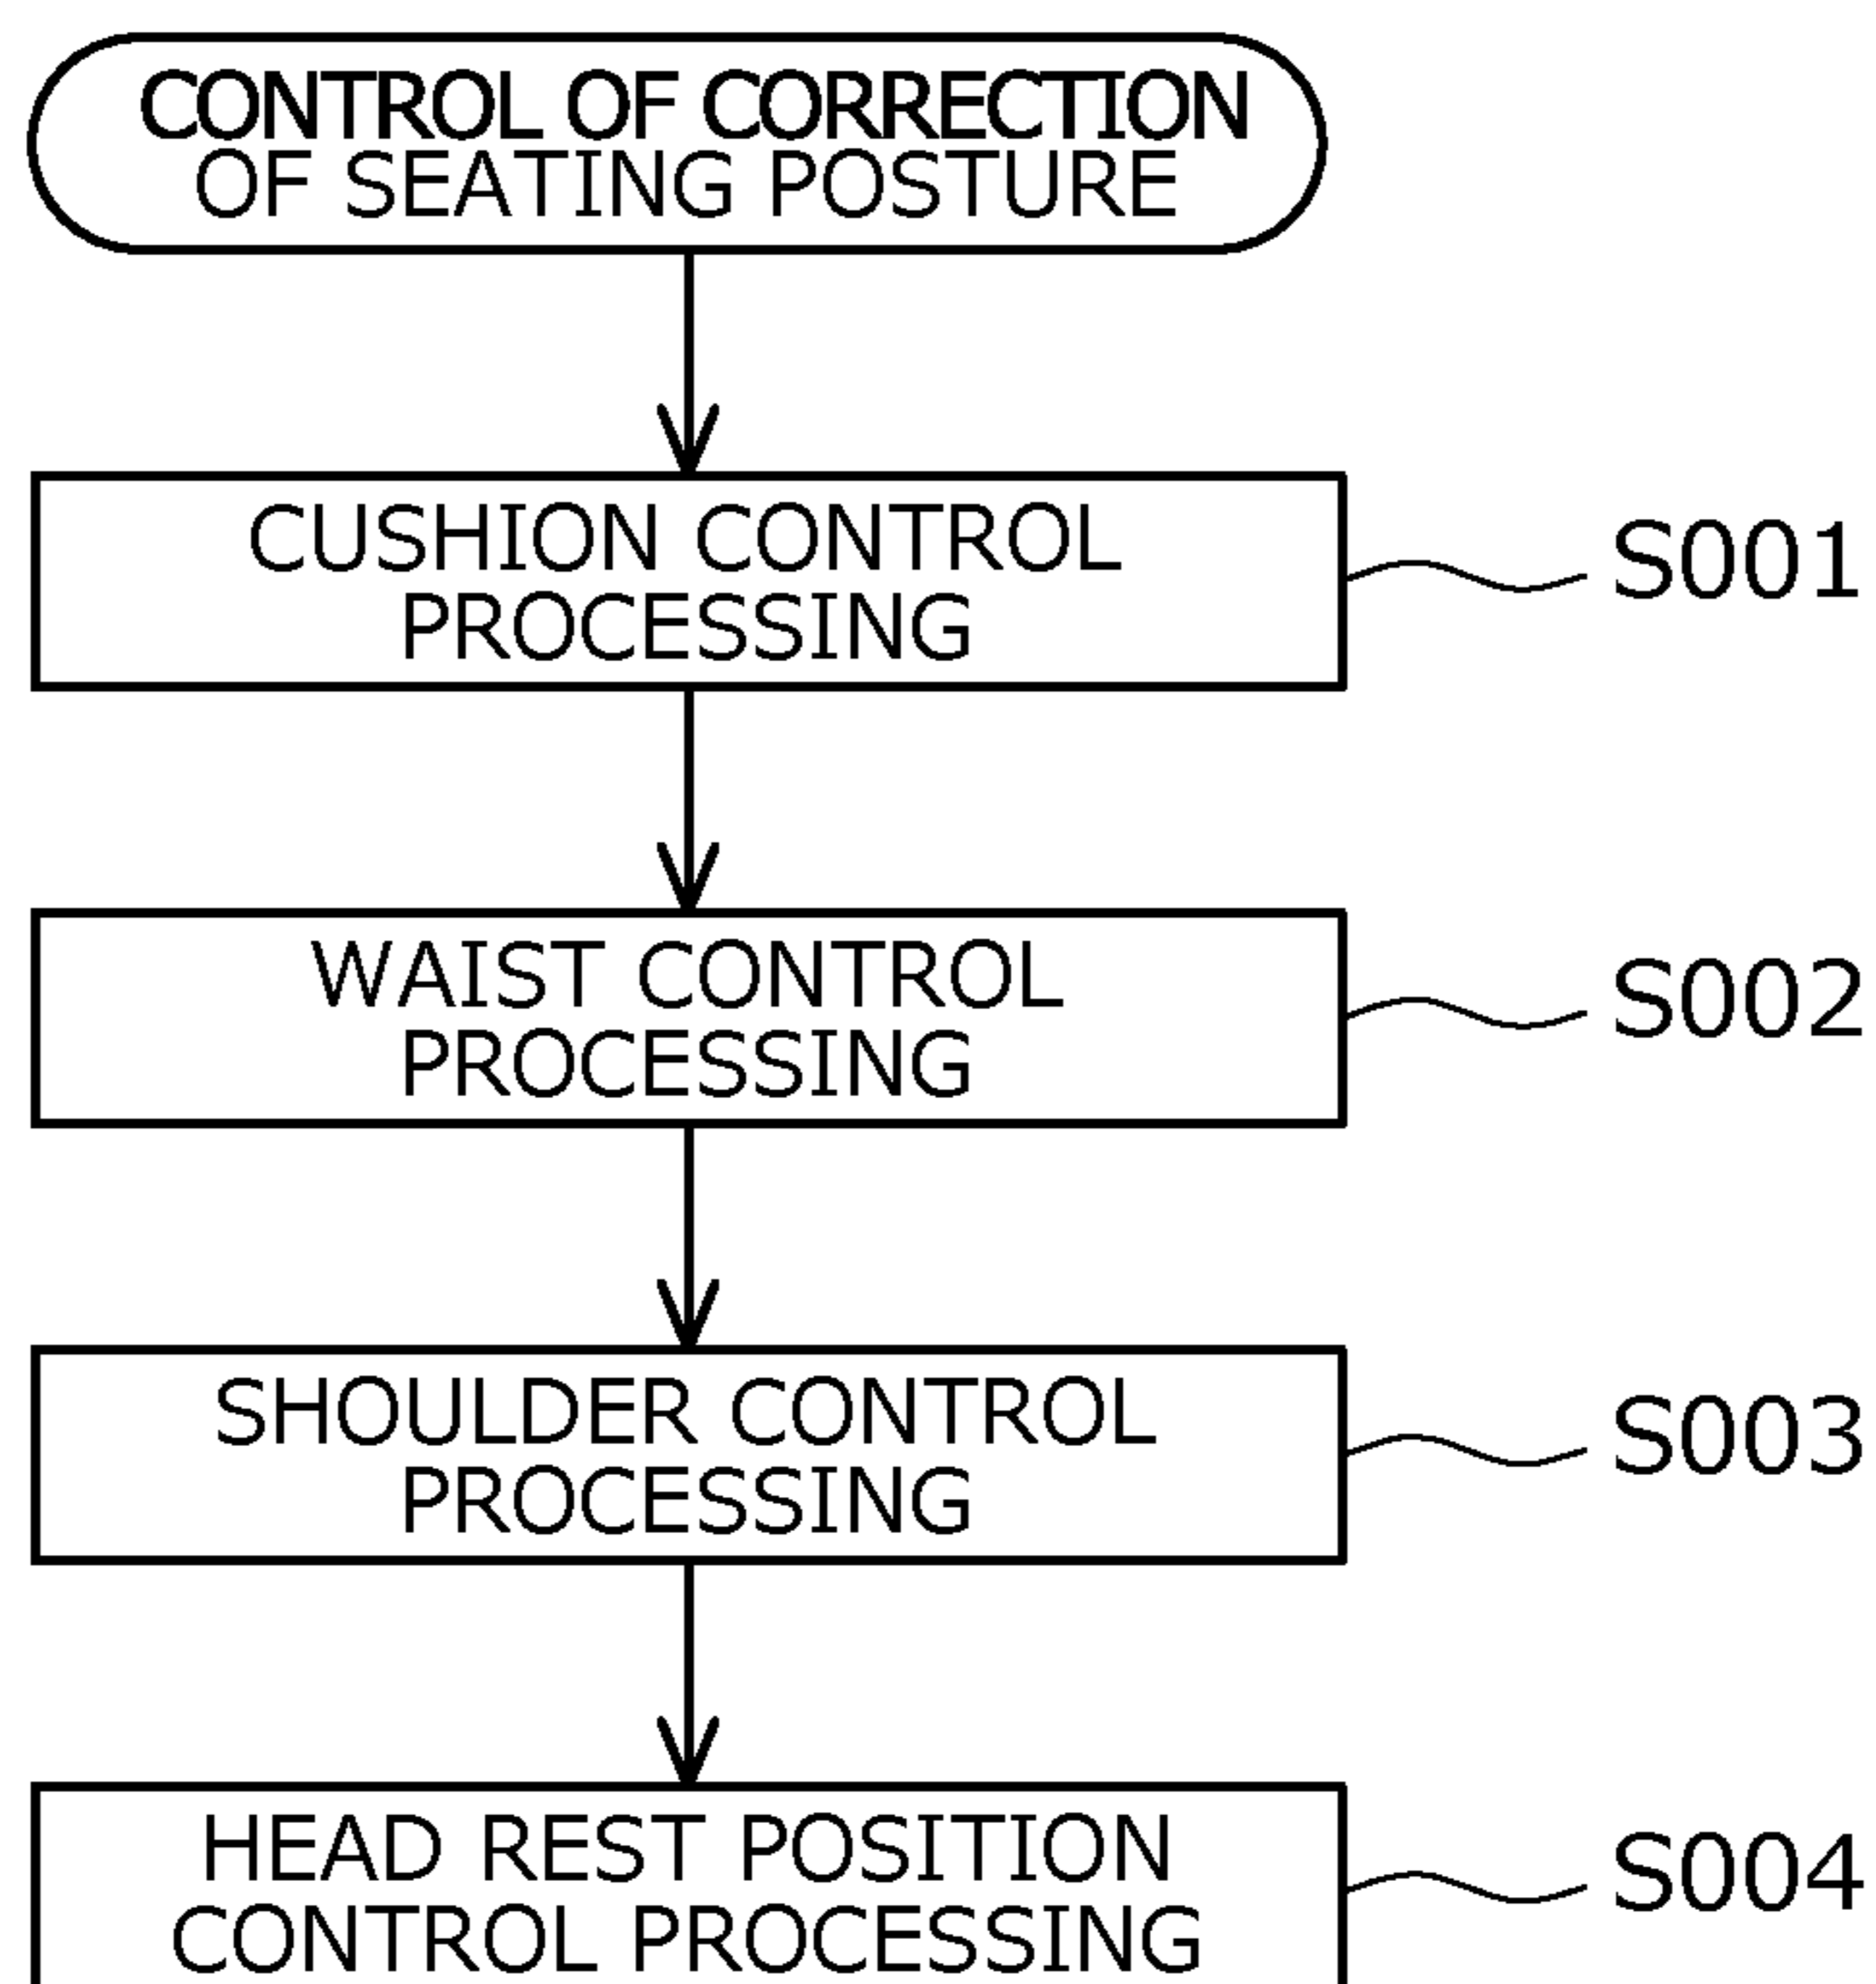 CONTROL OF CORRECTION
OF SEATING POSTURE
CUSHION CONTROL
PROCESSING
S001
WAIST CONTROL
PROCESSING
S002
SHOULDER CONTROL
PROCESSING
S003
HEAD REST POSITION
CONTROL PROCESSING
S004